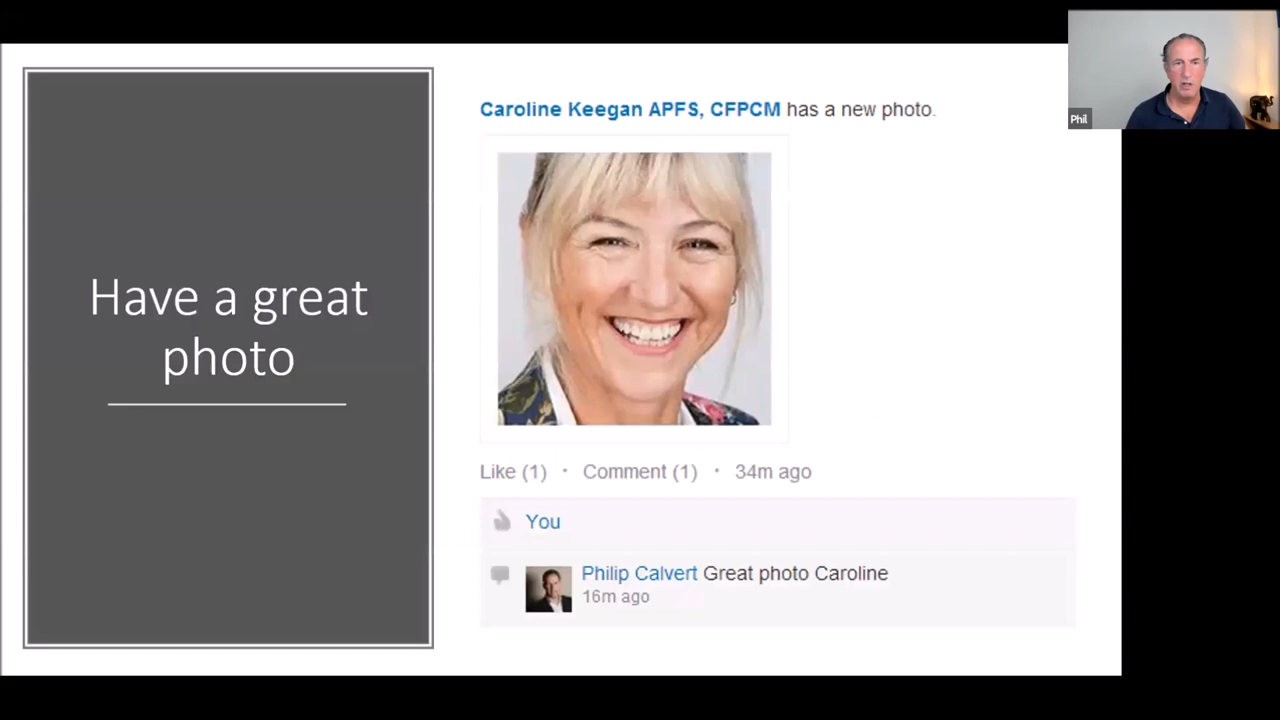 Have a great
photo
Caroline Keegan APFS, CFPCM has a new photo.
Like (1) · Comment (1) · 34m ago
You
Philip Calvert Great photo Caroline
16m ago
Phil